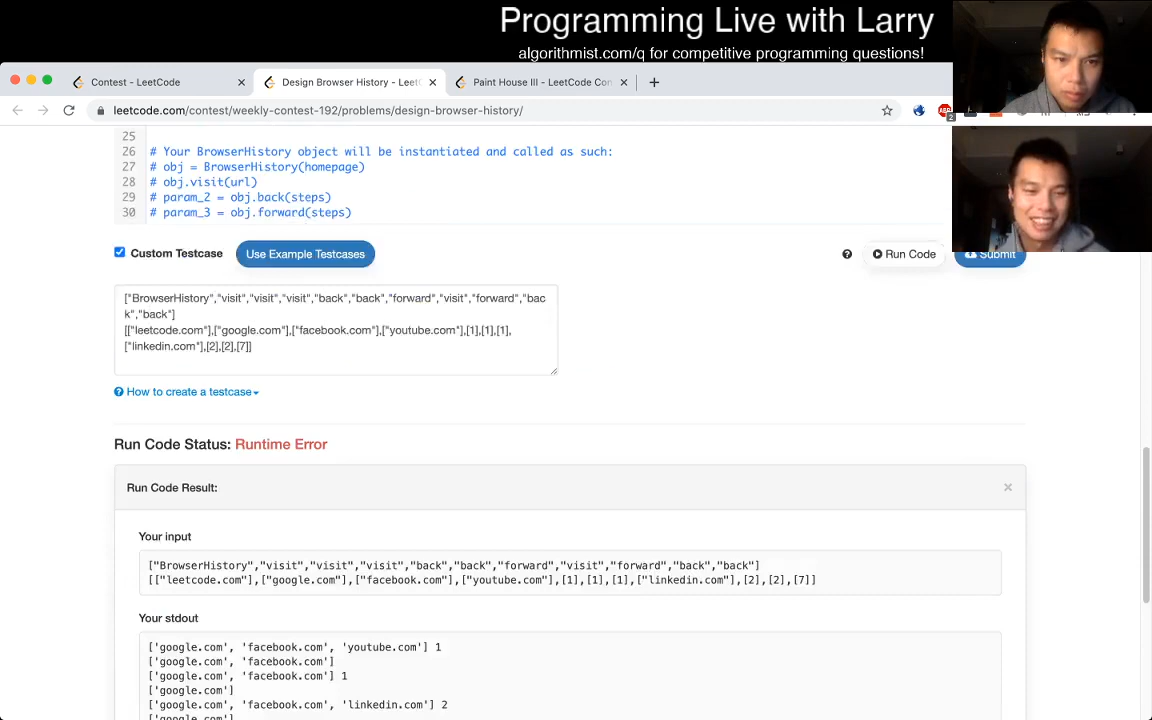 Programming Live with Larry
algorithmist.com/q for competitive programming questions!
Contest - LeetCode
Design Browser History - Leet
Paint House III - LeetCode Con
leetcode.com/contest/weekly-contest-192/problems/design-browser-history/
25
26 # Your BrowserHistory object will be instantiated and called as such:
27 # obj = BrowserHistory(homepage)
28 # obj.visit(url)
29 # param_2 = obj.back(steps)
30 # param_3 = obj.forward(steps)
Custom Testcase Use Example Testcases Run Code Submit
["BrowserHistory","visit","visit","visit","back","back","forward","visit","forward","bac
k","back"]
[["leetcode.com"],["google.com"],["facebook.com"],["youtube.com"],[1],[1],[1],
["linkedin.com"],[2],[2],[7]]
How to create a testcase
Run Code Status: Runtime Error
Run Code Result: ×
Your input
["BrowserHistory","visit","visit","visit","back","back","forward","visit","forward","back","back"]
[["leetcode.com"],["google.com"],["facebook.com"],["youtube.com"],[1],[1],[1],["linkedin.com"],[2],[2],[7]]
Your stdout
['google.com', 'facebook.com', 'youtube.com'] 1
['google.com', 'facebook.com']
['google.com', 'facebook.com'] 1
['google.com']
['google.com', 'facebook.com', 'linkedin.com'] 2
['google.com']